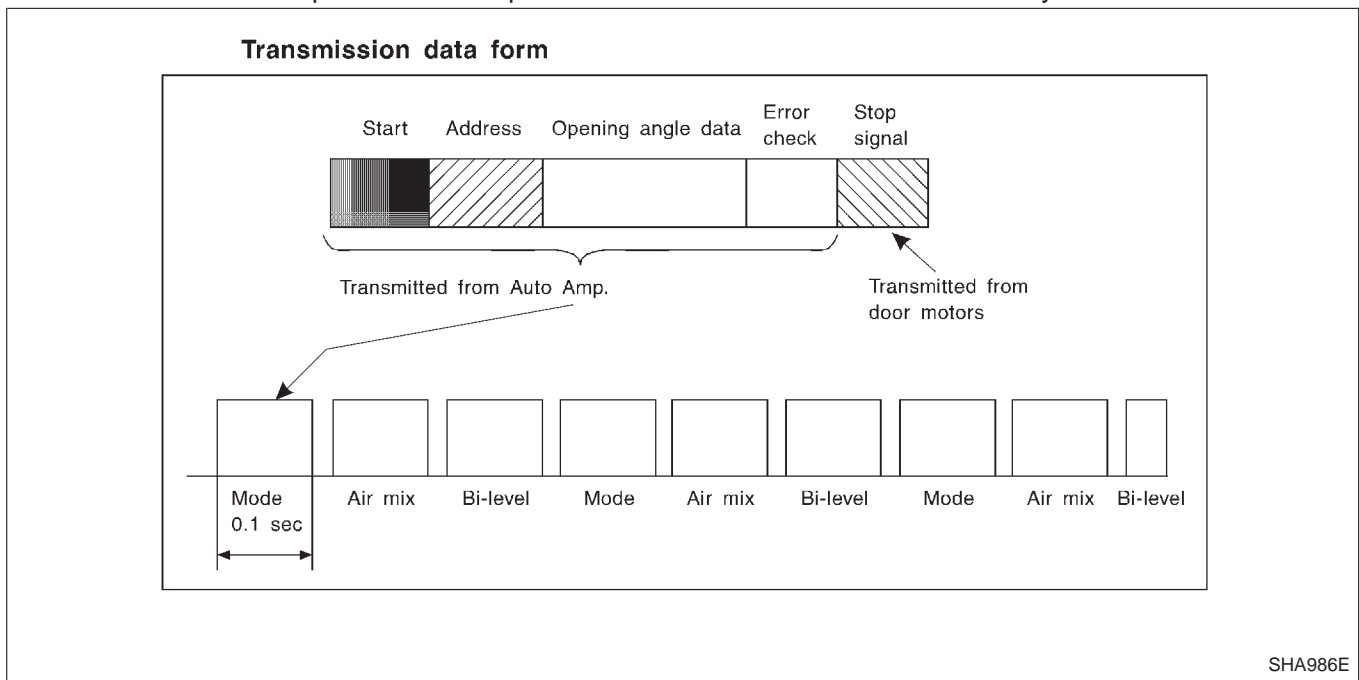 Transmission data form
Start Address Opening angle data Error check Stop signal
Transmitted from Auto Amp.
Transmitted from
door motors
Mode Air mix Bi-level Mode Air mix Bi-level Mode Air mix Bi-level
0.1 sec
SHA986E